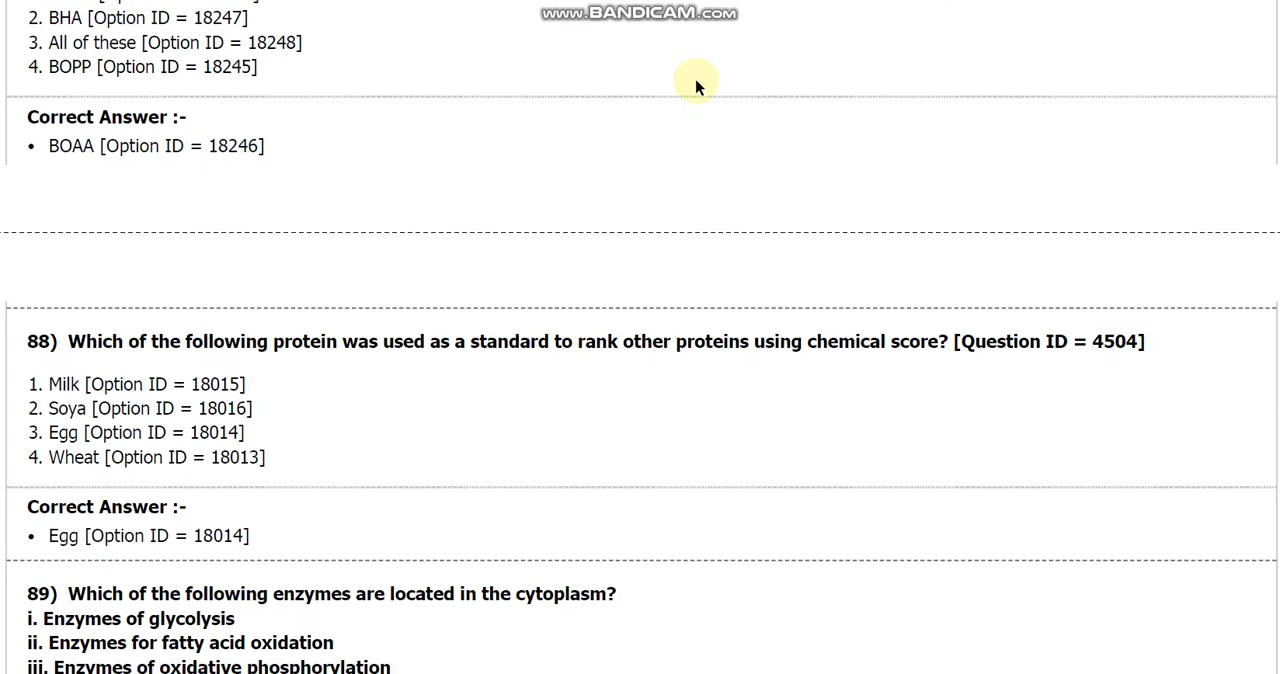 www.BANDICAM.com
2. BHA [Option ID = 18247]
3. All of these [Option ID = 18248]
4. BOPP [Option ID = 18245]
Correct Answer :-
• BOAA [Option ID = 18246]
88) Which of the following protein was used as a standard to rank other proteins using chemical score? [Question ID = 4504]
1. Milk [Option ID = 18015]
2. Soya [Option ID = 18016]
3. Egg [Option ID = 18014]
4. Wheat [Option ID = 18013]
Correct Answer :-
• Egg [Option ID = 18014]
89) Which of the following enzymes are located in the cytoplasm?
i. Enzymes of glycolysis
ii. Enzymes for fatty acid oxidation
iii. Enzymes of oxidative phosphorylation